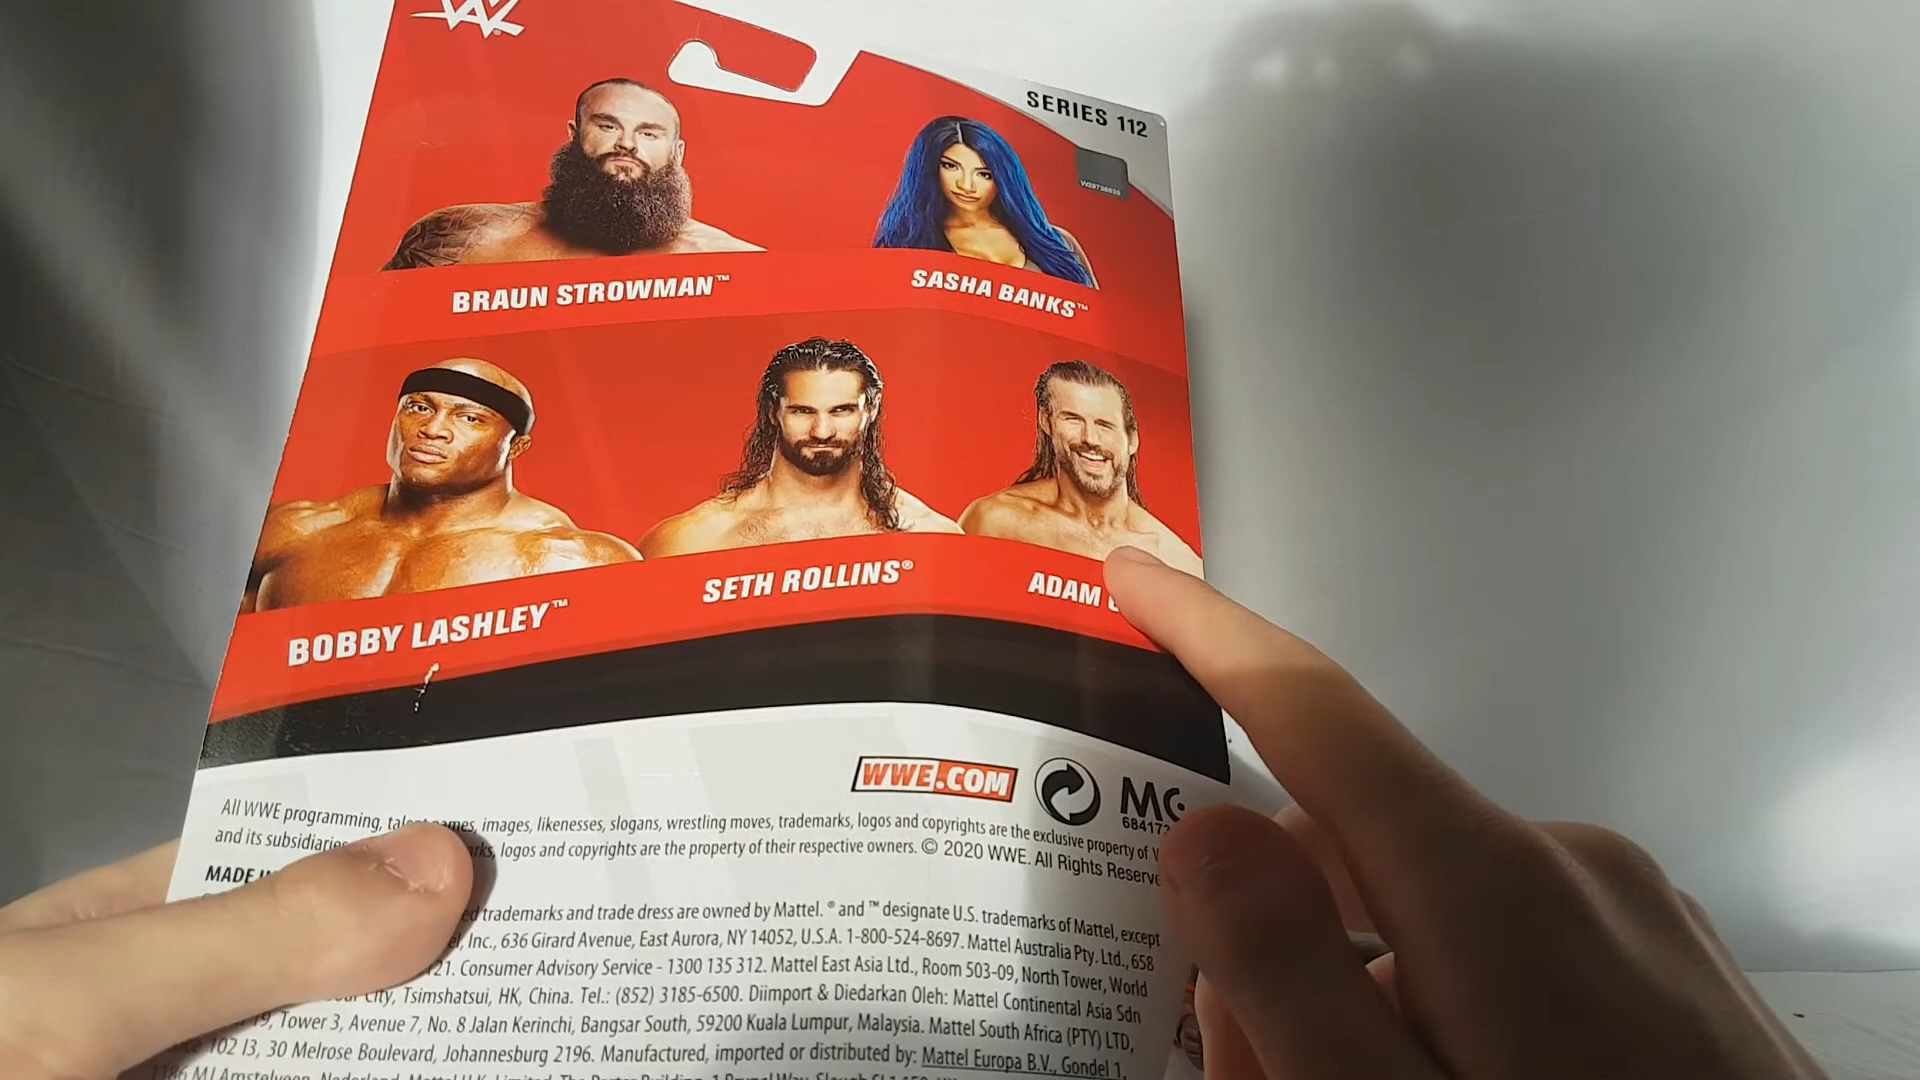 SERIES 112
BRAUN STROWMAN™
SASHA BANKS™
BOBBY LASHLEY™
SETH ROLLINS®
ADAM
WWE.COM
All WWE programming, images, likenesses, slogans, wrestling moves, trademarks, logos and copyrights are the exclusive property of
and its subsidiaries logos and copyrights are the property of their respective owners. © 2020 WWE. All Rights
MADE
trademarks and trade dress are owned by Mattel. ® and ™ designate U.S. trademarks of Mattel, except
Inc., 636 Girard Avenue, East Aurora, NY 14052, U.S.A. 1-800-524-8697. Mattel Australia Pty. Ltd., 658
Consumer Advisory Service - 1300 135 312. Mattel East Asia Ltd., Room 503-09, North Tower, World
City, Tsimshatsui, HK, China. Tel.: (852) 3185-6500. Diimport & Diedarkan Oleh: Mattel Continental Asia Sdn
Tower 3, Avenue 7, No. 8 Jalan Kerinchi, Bangsar South, 59200 Kuala Lumpur, Malaysia. Mattel South Africa (PTY) LTD,
102 I3, 30 Melrose Boulevard, Johannesburg 2196. Manufactured, imported or distributed by: Mattel Europa B.V., Gondel 1,